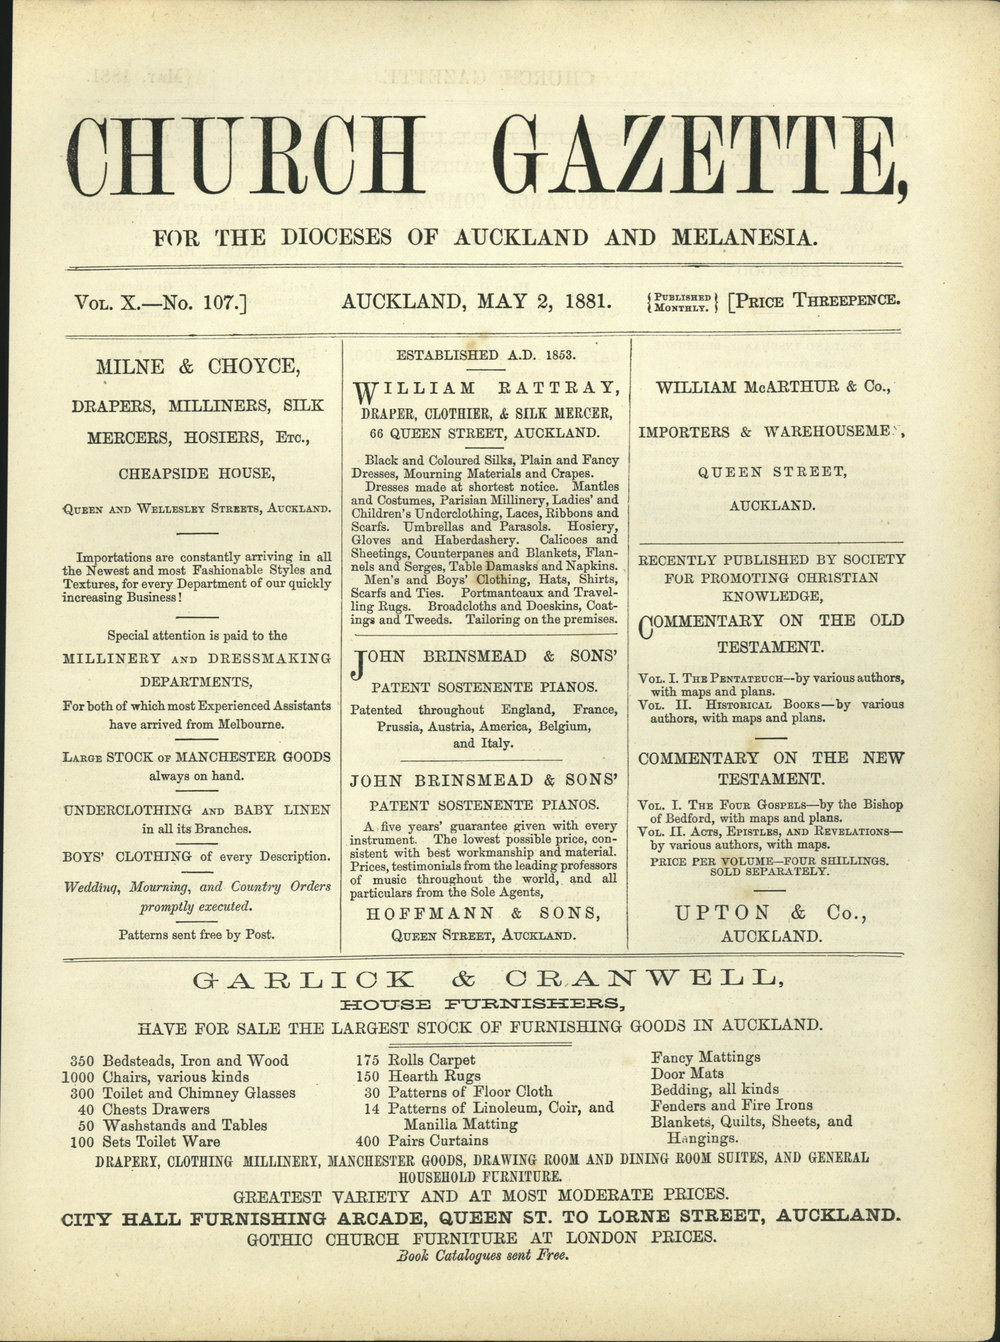 CHURCH GAZETTE,
FOR THE DIOCESES OF AUCKLAND AND MELANESIA.
VOL. X.—No. 107.]
AUCKLAND, MAY 2, 1881.
{PUBLISHED MONTHLY.} [PRICE THREEPENCE.
MILNE & CHOYCE,
DRAPERS, MILLINERS, SILK
MERCERS, HOSIERS, ETC.,
CHEAPSIDE HOUSE,
QUEEN AND WELLESLEY STREETS, AUCKLAND.
Importations are constantly arriving in all
the Newest and most Fashionable Styles and
Textures, for every Department of our quickly
increasing Business!
Special attention is paid to the
MILLINERY AND DRESSMAKING
DEPARTMENTS,
For both of which most Experienced Assistants
have arrived from Melbourne.
LARGE STOCK OF MANCHESTER GOODS
always on hand.
UNDERCLOTHING AND BABY LINEN
in all its Branches.
BOYS' CLOTHING of every Description.
Wedding, Mourning, and Country Orders
promptly executed.
Patterns sent free by Post.
ESTABLISHED A.D. 1853.
WILLIAM RATTRAY,
DRAPER, CLOTHIER, & SILK MERCER,
66 QUEEN STREET, AUCKLAND.
Black and Coloured Silks, Plain and Fancy
Dresses, Mourning Materials and Crapes.
Dresses made at shortest notice. Mantles
and Costumes, Parisian Millinery, Ladies' and
Children's Underclothing, Laces, Ribbons and
Scarfs. Umbrellas and Parasols. Hosiery,
Gloves and Haberdashery. Calicoes and
Sheetings, Counterpanes and Blankets, Flan-
nels and Serges, Table Damasks and Napkins.
Men's and Boys' Clothing, Hats, Shirts,
Scarfs and Ties. Portmanteaux and Travel-
ling Rugs. Broadcloths and Doeskins, Coat-
ings and Tweeds. Tailoring on the premises.
JOHN BRINSMEAD & SONS'
PATENT SOSTENENTE PIANOS.
Patented throughout England, France,
Prussia, Austria, America, Belgium,
and Italy.
JOHN BRINSMEAD & SONS'
PATENT SOSTENENTE PIANOS.
A five years' guarantee given with every
instrument. The lowest possible price, con-
sistent with best workmanship and material.
Prices, testimonials from the leading professors
of music throughout the world, and all
particulars from the Sole Agents,
HOFFMANN & SONS,
QUEEN STREET, AUCKLAND.
WILLIAM McARTHUR & Co.,
IMPORTERS & WAREHOUSEME ,
QUEEN STREET,
AUCKLAND.
RECENTLY PUBLISHED BY SOCIETY
FOR PROMOTING CHRISTIAN
KNOWLEDGE,
COMMENTARY ON THE OLD
TESTAMENT.
VOL. I. THE PENTATEUCH—by various authors,
with maps and plans.
VOL. II. HISTORICAL BOOKS—by various
authors, with maps and plans.
COMMENTARY ON THE NEW
TESTAMENT.
VOL. I. THE FOUR GOSPELS—by the Bishop
of Bedford, with maps and plans.
VOL. II. ACTS, EPISTLES, AND REVELATIONS—
by various authors, with maps.
PRICE PER VOLUME—FOUR SHILLINGS.
SOLD SEPARATELY.
UPTON & Co.,
AUCKLAND.
GARLICK & CRANWELL,
HOUSE FURNISHERS,
HAVE FOR SALE THE LARGEST STOCK OF FURNISHING GOODS IN AUCKLAND.
350 Bedsteads, Iron and Wood
1000 Chairs, various kinds
300 Toilet and Chimney Glasses
40 Chests Drawers
50 Washstands and Tables
100 Sets Toilet Ware
175 Rolls Carpet
150 Hearth Rugs
30 Patterns of Floor Cloth
14 Patterns of Linoleum, Coir, and
Manilla Matting
400 Pairs Curtains
Fancy Mattings
Door Mats
Bedding, all kinds
Fenders and Fire Irons
Blankets, Quilts, Sheets, and
Hangings.
DRAPERY, CLOTHING MILLINERY, MANCHESTER GOODS, DRAWING ROOM AND DINING ROOM SUITES, AND GENERAL
HOUSEHOLD FURNITURE.
GREATEST VARIETY AND AT MOST MODERATE PRICES.
CITY HALL FURNISHING ARCADE, QUEEN ST. TO LORNE STREET, AUCKLAND.
GOTHIC CHURCH FURNITURE AT LONDON PRICES.
Book Catalogues sent Free.